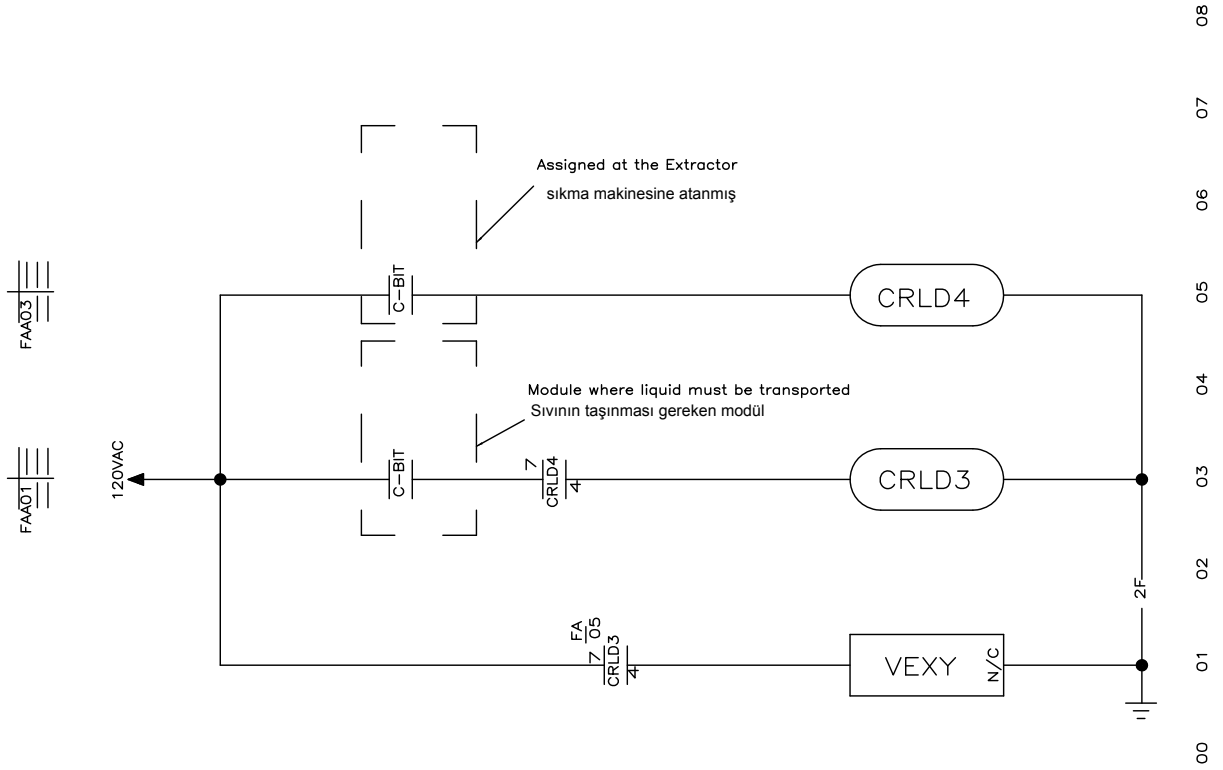 08
07
06
05
04
03
02
01
00
Assigned at the Extractor
sıkma makinesine atanmış
FAA03
C-BIT
CRLD4
Module where liquid must be transported
Sıvının taşınması gereken modül
FAA01
120VAC
C-BIT
7
CRLD4
4
CRLD3
2F
FA
05
7
CRLD3
4
VEXY
N/C